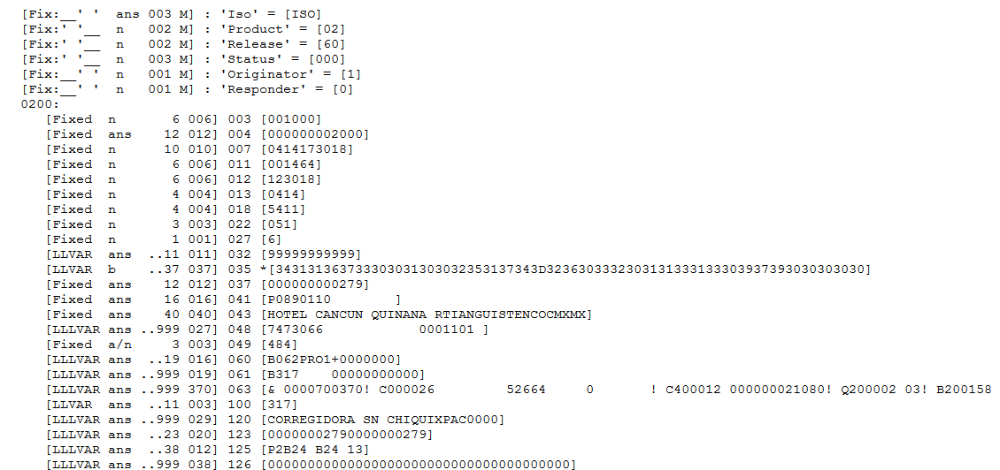 [Fix:__' '  ans 003 M] : 'Iso' = [ISO]
[Fix:' '__  n   002 M] : 'Product' = [02]
[Fix:' '__  n   002 M] : 'Release' = [60]
[Fix:' '__  n   003 M] : 'Status' = [000]
[Fix:__' '  n   001 M] : 'Originator' = [1]
[Fix:__' '  n   001 M] : 'Responder' = [0]
0200:
[Fixed  n       6 006] 003 [001000]
[Fixed  ans    12 012] 004 [000000002000]
[Fixed  n      10 010] 007 [0414173018]
[Fixed  n       6 006] 011 [001464]
[Fixed  n       6 006] 012 [123018]
[Fixed  n       4 004] 013 [0414]
[Fixed  n       4 004] 018 [5411]
[Fixed  n       3 003] 022 [051]
[Fixed  n       1 001] 027 [6]
[LLVAR  ans  ..11 011] 032 [99999999999]
[LLVAR  b    ..37 037] 035 *[343131363733303031303032353137343D3236303332303131333133303937393030303030]
[Fixed  ans    12 012] 037 [000000000279]
[Fixed  ans    16 016] 041 [P0890110        ]
[Fixed  ans    40 040] 043 [HOTEL CANCUN QUINANA RTIANGUISTENCOCMXMX]
[LLLVAR ans ..999 027] 048 [7473066            0001101 ]
[Fixed  a/n     3 003] 049 [484]
[LLLVAR ans  ..19 016] 060 [B062PRO1+0000000]
[LLLVAR ans ..999 019] 061 [B317    00000000000]
[LLLVAR ans ..999 370] 063 [& 0000700370! C000026         52664     0       ! C400012 000000021080! Q200002 03! B200158
[LLVAR  ans  ..11 003] 100 [317]
[LLLVAR ans ..999 029] 120 [CORREGIDORA SN CHIQUIXPAC0000]
[LLLVAR ans  ..23 020] 123 [00000002790000000279]
[LLLVAR ans  ..38 012] 125 [P2B24 B24 13]
[LLLVAR ans ..999 038] 126 [00000000000000000000000000000000000000]